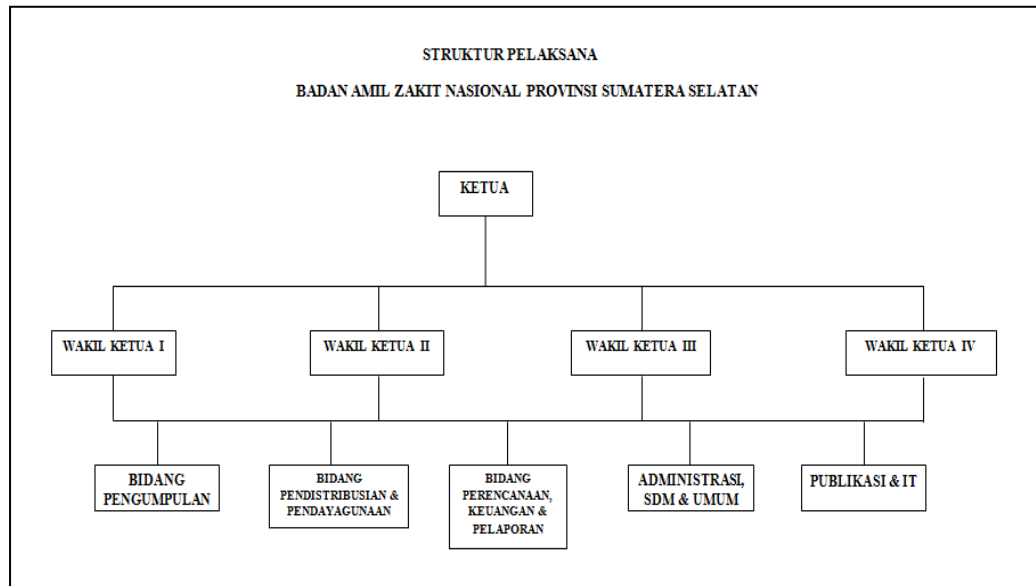 STRUKTUR PELAKSANA
BADAN AMIL ZAKIT NASIONAL PROVINSI SUMATERA SELATAN
KETUA
WAKIL KETUA I
WAKIL KETUA II
WAKIL KETUA III
WAKIL KETUA IV
BIDANG
PENGUMPULAN
BIDANG
PENDISTRIBUSIAN &
PENDAYAGUNAAN
BIDANG
PERENCANAAN,
KEUANGAN &
PELAPORAN
ADMINISTRASI,
SDM & UMUM
PUBLIKASI & IT